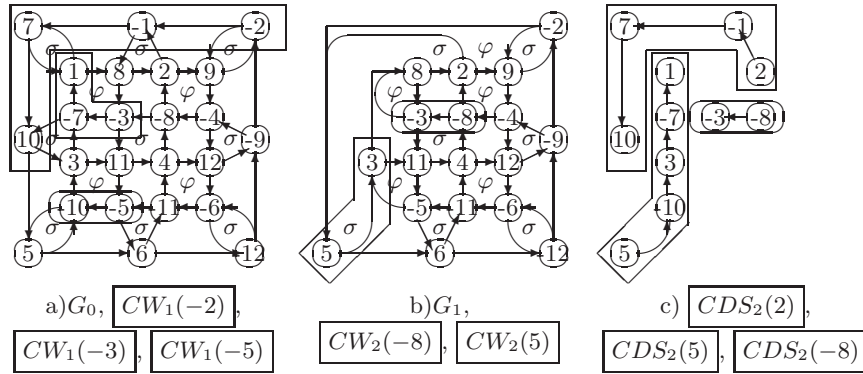 7 -1 -2
σ σ σ
1 8 2 9
φ φ
-7 -3 -8 -4
10 σ σ -9
3 11 4 12
φ φ
-10 -5 -11 -6
σ σ σ
5 6 12
-2
σ φ σ
8 2 9
φ
-3 -8 -4
σ -9
3 11 4 12
φ φ
-5 -11 -6
σ σ
5 6 12
7 -1
1 2
-7 -3 -8
10
3
-10
5
a)G₀, CW₁(−2),
CW₁(−3), CW₁(−5)
b)G₁,
CW₂(−8), CW₂(5)
c) CDS₂(2),
CDS₂(5), CDS₂(−8)